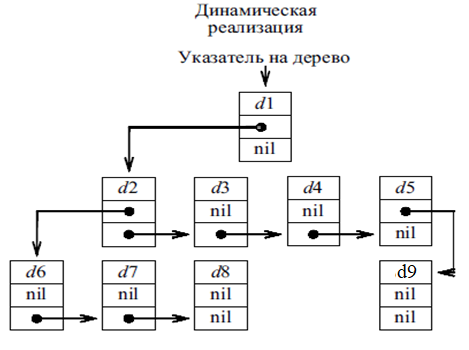 Динамическая
реализация
Указатель на дерево
d1
nil
d2 d3 d4 d5
nil nil
nil
d6 d7 d8 d9
nil nil nil nil
nil nil